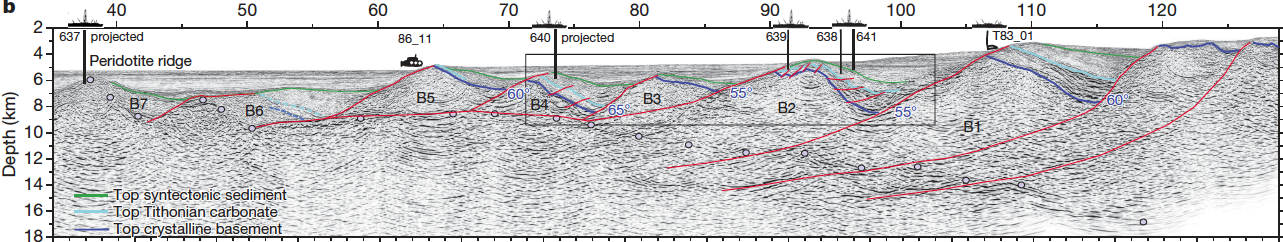 b
40 50 60 70 80 90 100 110 120
637 projected 86_11 640 projected 639 638 641 T83_01
Peridotite ridge
Depth (km)
2
4
6
8
10
12
14
16
18
B7 B6 B5 60° B4 65° B3 55° B2 55° B1 60°
Top syntectonic sediment
Top Tithonian carbonate
Top crystalline basement